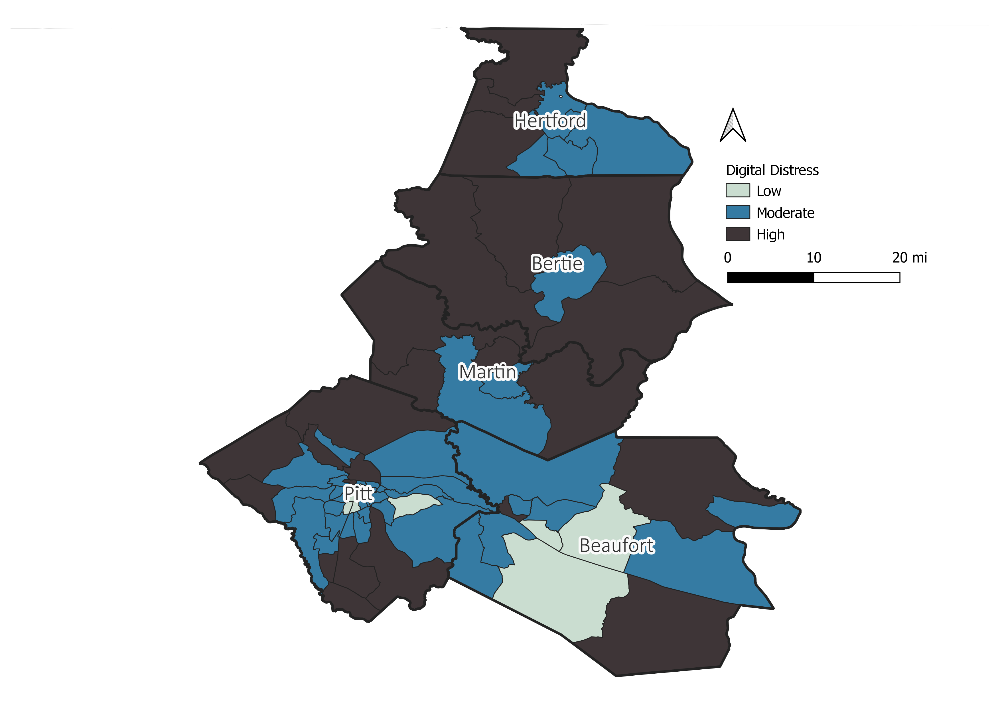 Hertford
Digital Distress
Low
Moderate
High
0 10 20 mi
Bertie
Martin
Pitt
Beaufort